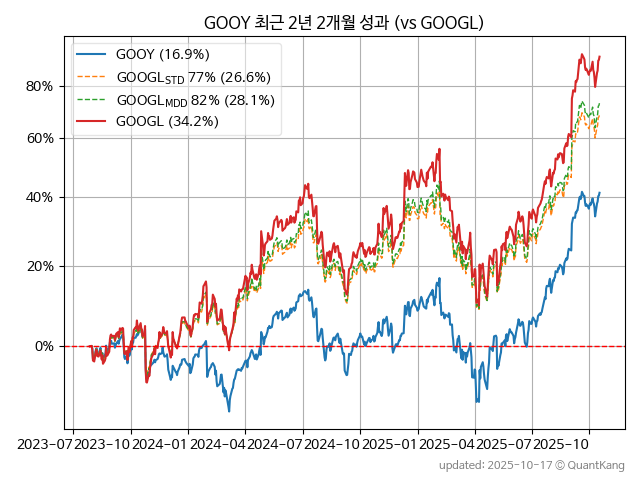 GOOY 최근 2년 2개월 성과 (vs GOOGL)
GOOY (16.9%)
GOOGL_STD 77% (26.6%)
GOOGL_MDD 82% (28.1%)
GOOGL (34.2%)
80%
60%
40%
20%
0%
2023-07 2023-10 2024-01 2024-04 2024-07 2024-10 2025-01 2025-04 2025-07 2025-10
updated: 2025-10-17 © QuantKang